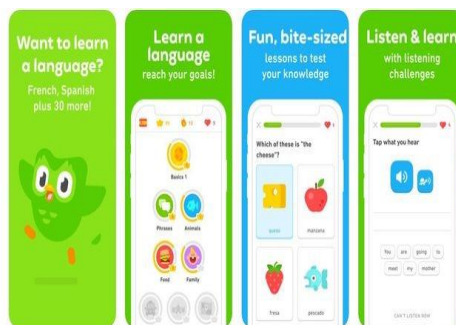 Want to learn
a language?
French, Spanish
plus 30 more!
Learn a
language
reach your goals!
Basics 1
Phrases
Animals
Food
Family
Fun, bite-sized
lessons to test
your knowledge
Which of these is "the
cheese"?
queso
manzana
fresa
pescado
Listen & learn
with listening
challenges
Tap what you hear
You are going to
meet my mother
CAN'T LISTEN NOW